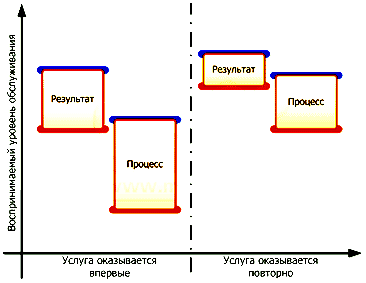 Воспринимаемый уровень обслуживания
Результат
Процесс
Результат
Процесс
Услуга оказывается
впервые
Услуга оказывается
повторно